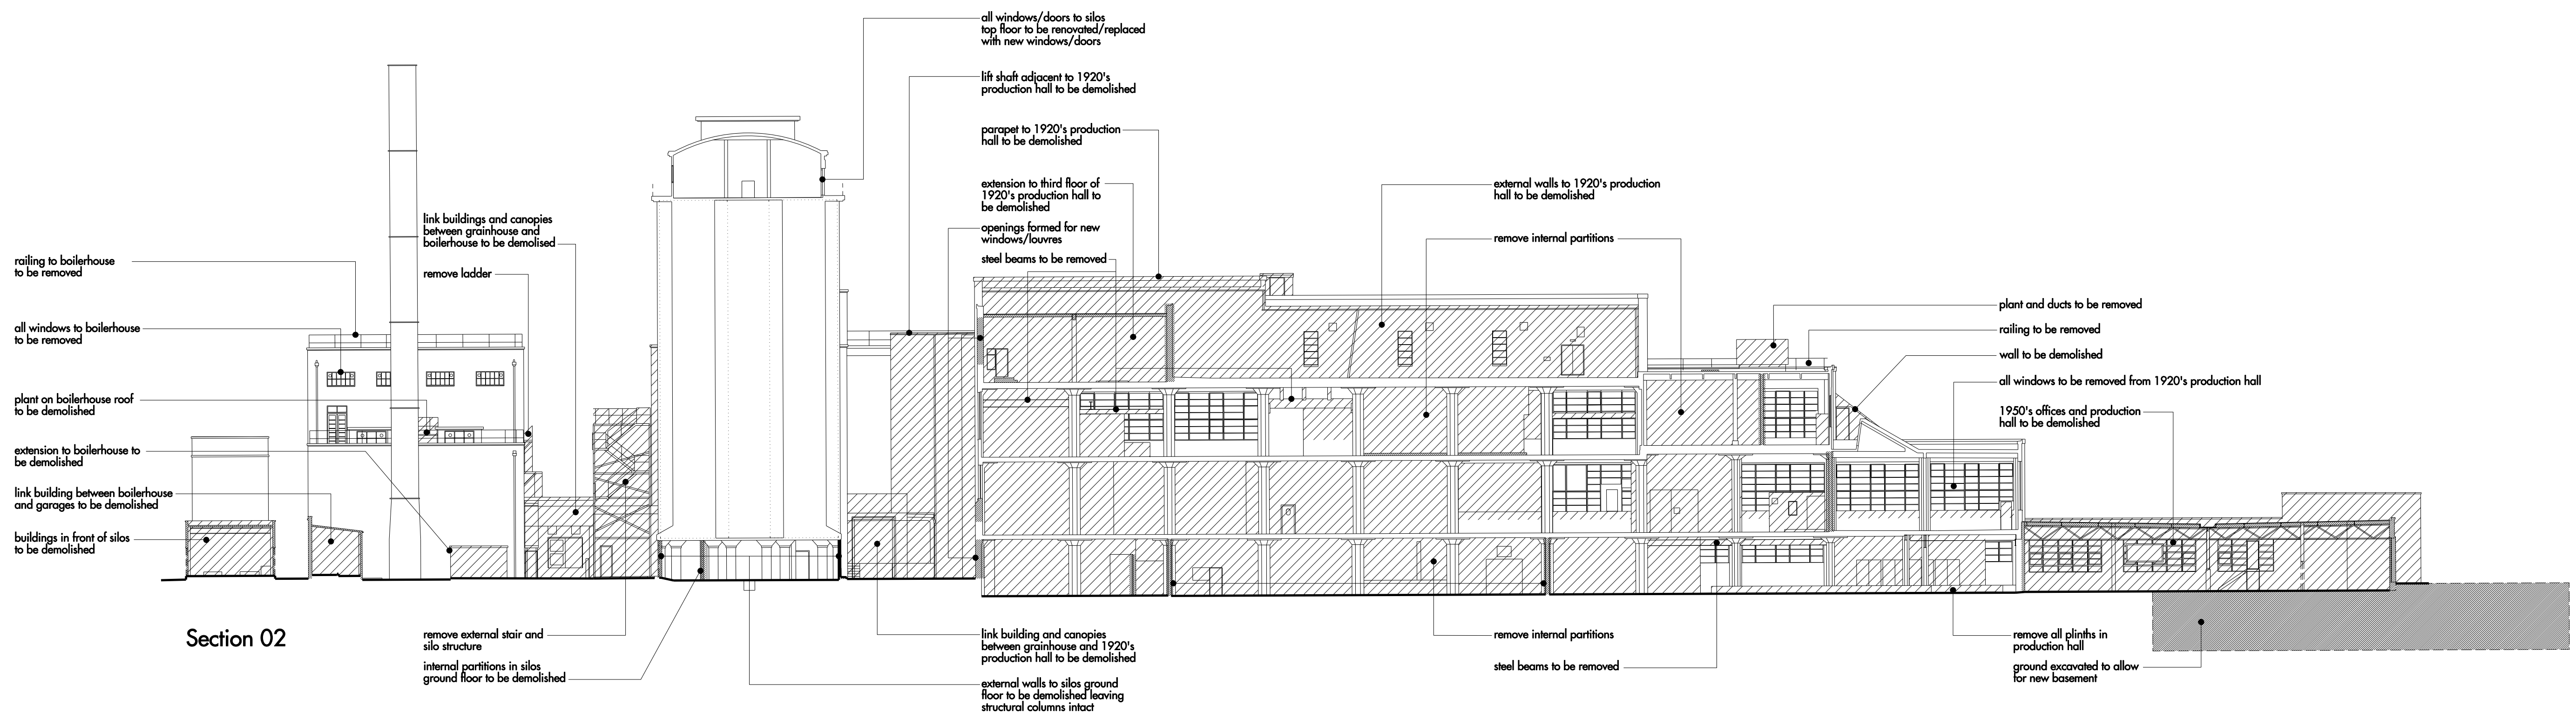 all windows/doors to silos
top floor to be renovated/replaced
with new windows/doors
lift shaft adjacent to 1920's
production hall to be demolished
parapet to 1920's production
hall to be demolished
extension to third floor of
1920's production hall to
be demolished
openings formed for new
windows/louvres
steel beams to be removed
external walls to 1920's production
hall to be demolished
remove internal partitions
link buildings and canopies
between grainhouse and
boilerhouse to be demolised
remove ladder
railing to boilerhouse
to be removed
all windows to boilerhouse
to be removed
plant on boilerhouse roof
to be demolished
extension to boilerhouse to
be demolished
link building between boilerhouse
and garages to be demolished
buildings in front of silos
to be demolished
plant and ducts to be removed
railing to be removed
wall to be demolished
all windows to be removed from 1920's production hall
1950's offices and production
hall to be demolished
Section 02
remove external stair and
silo structure
internal partitions in silos
ground floor to be demolished
link building and canopies
between grainhouse and 1920's
production hall to be demolished
external walls to silos ground
floor to be demolished leaving
structural columns intact
remove internal partitions
steel beams to be removed
remove all plinths in
production hall
ground excavated to allow
for new basement